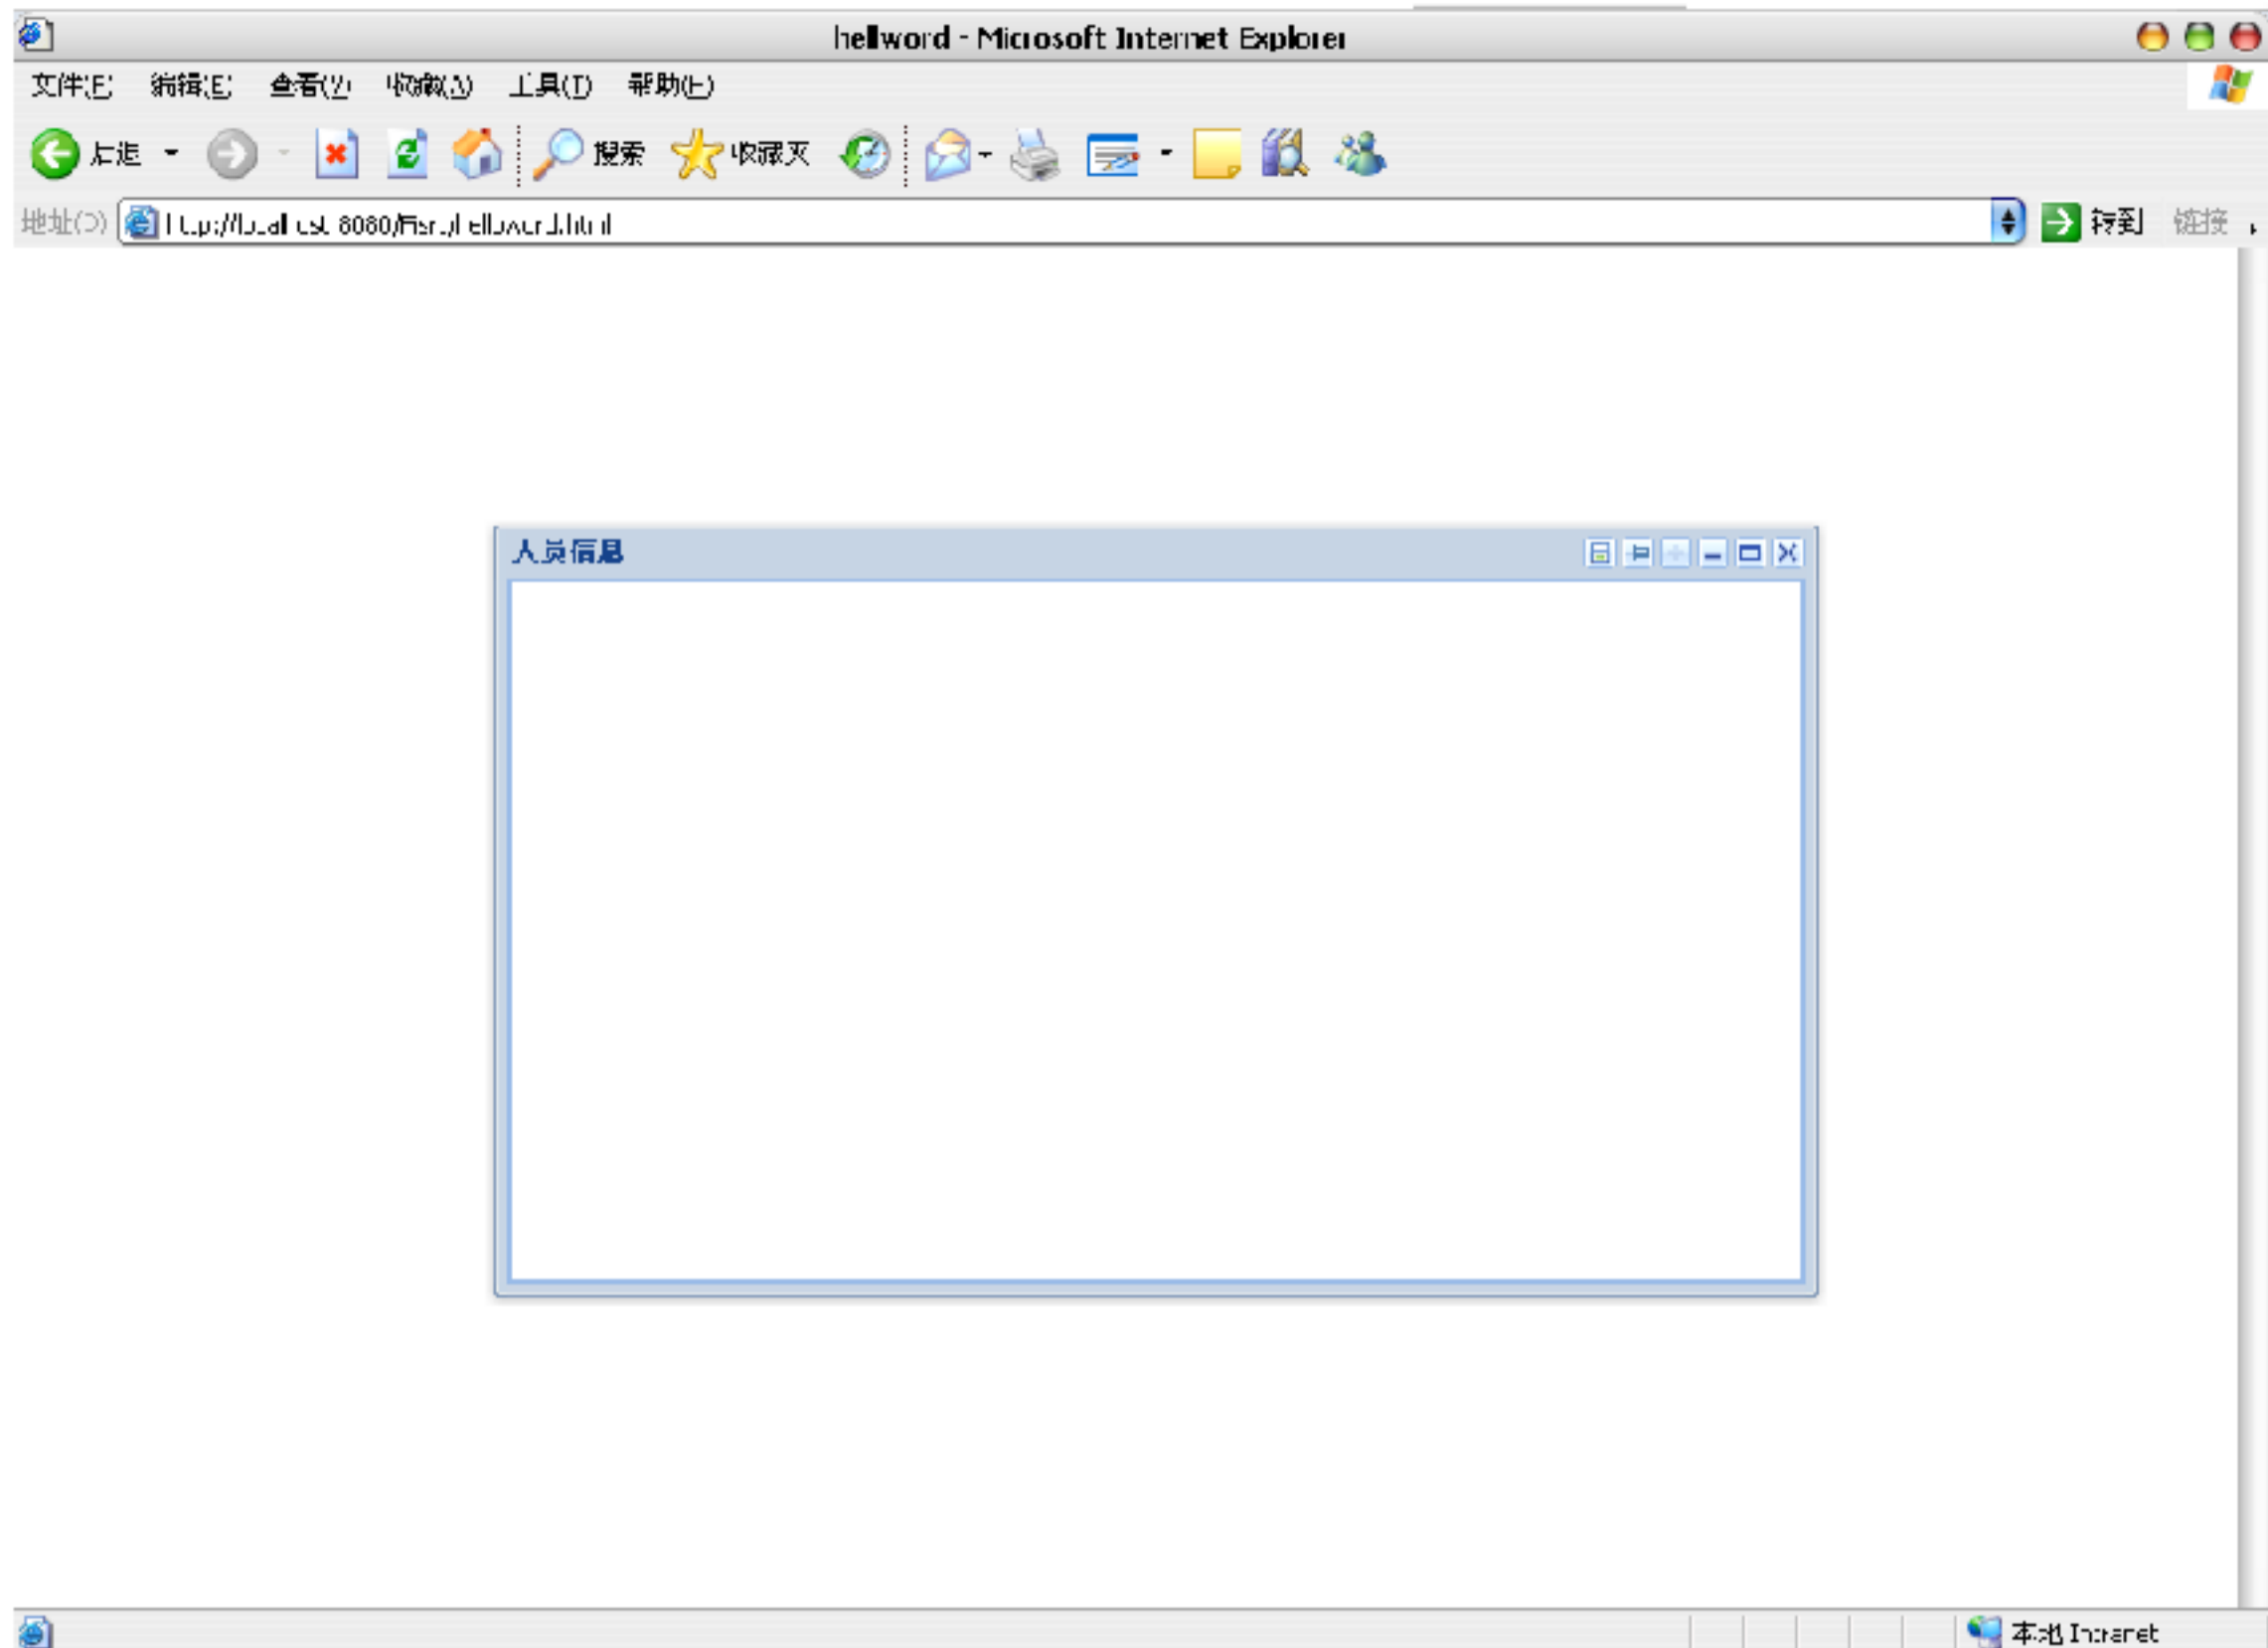 hellword - Microsoft Internet Explorer
文件(F) 编辑(E) 查看(V) 收藏(A) 工具(T) 帮助(H)
后退 搜索 收藏夹
地址(D) 转到 链接
人员信息
本地 Intranet